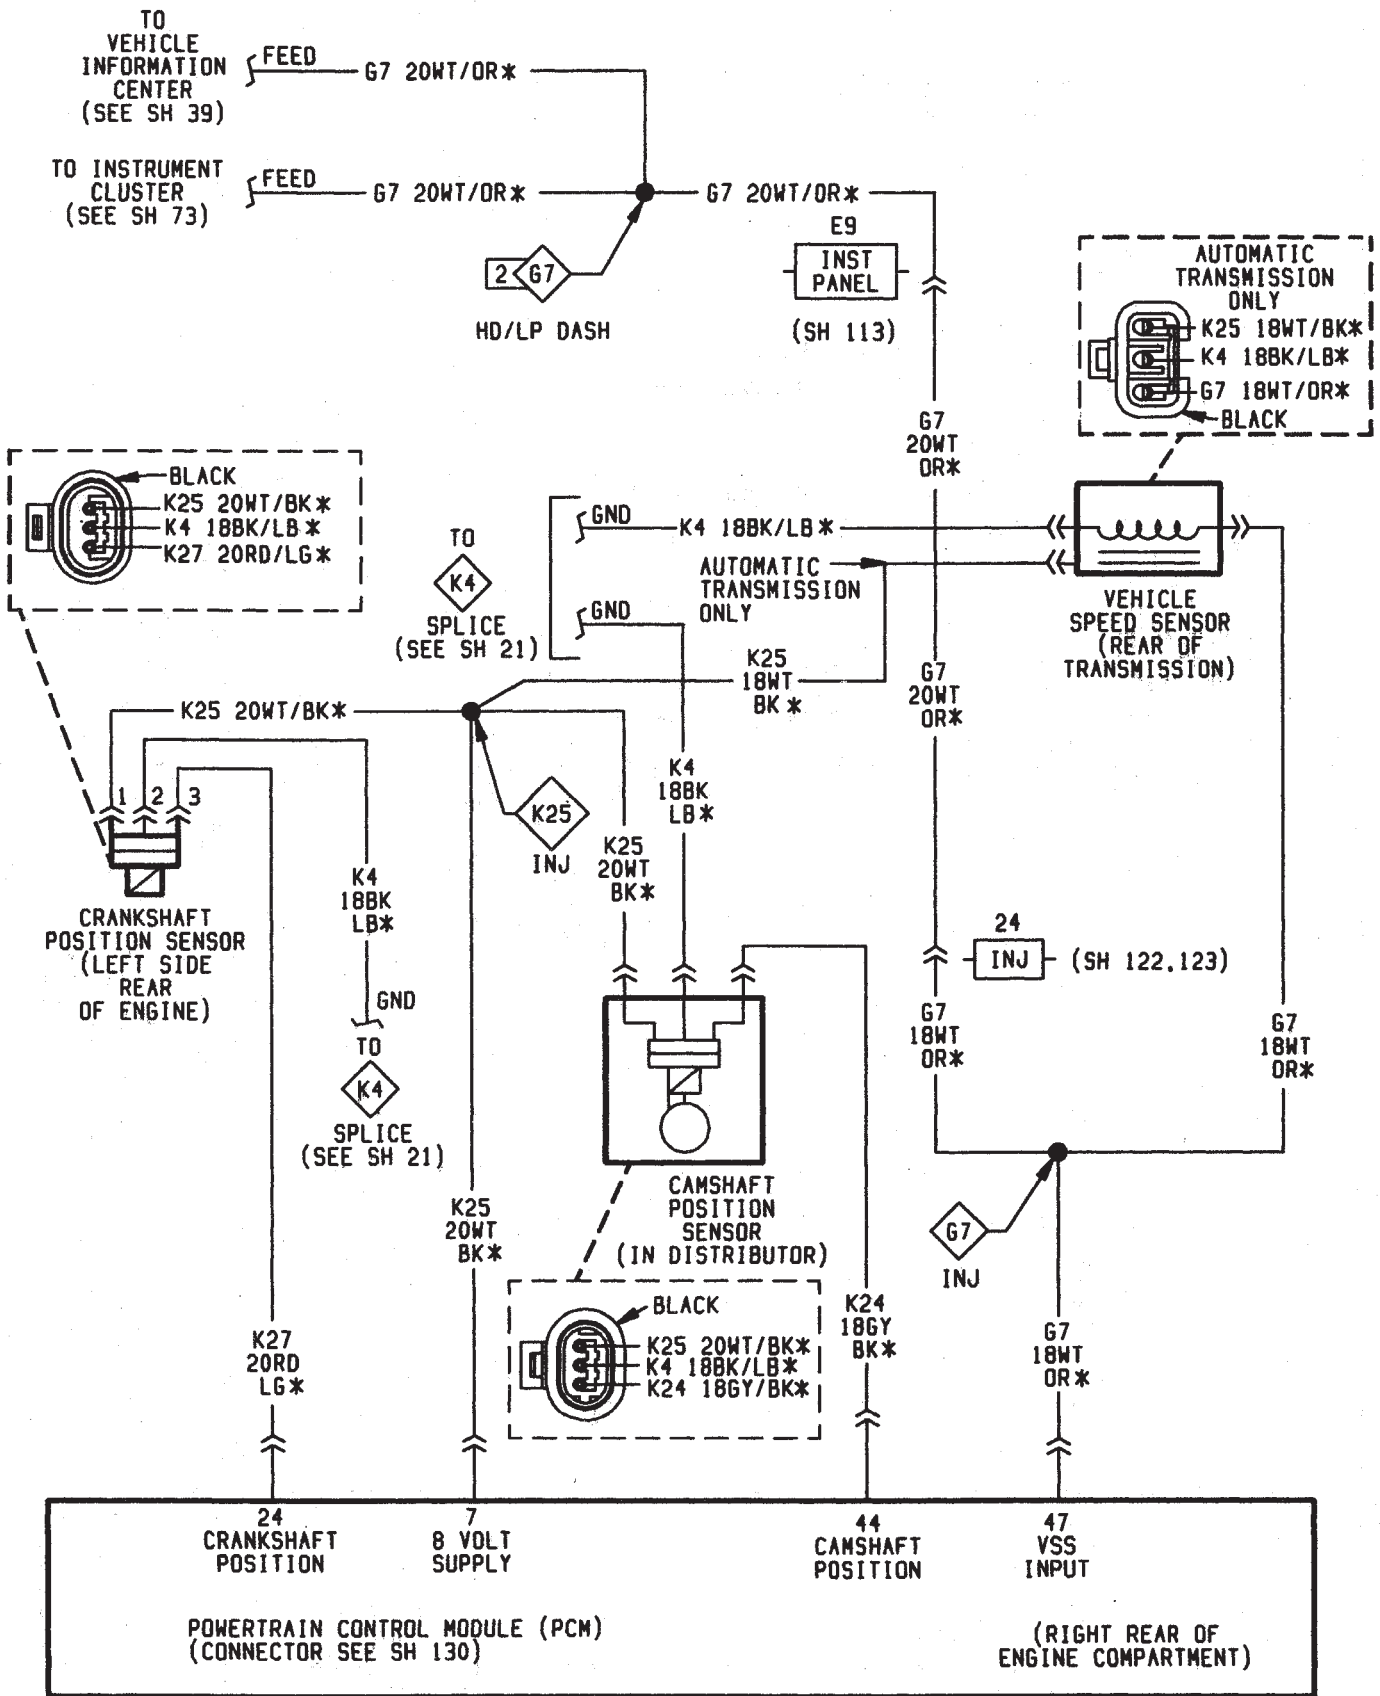 TO
VEHICLE
INFORMATION
CENTER
(SEE SH 39)
FEED
G7 20WT/OR*
TO INSTRUMENT
CLUSTER
(SEE SH 73)
FEED
G7 20WT/OR*
G7 20WT/OR*
2 G7
HD/LP DASH
E9
INST
PANEL
(SH 113)
AUTOMATIC
TRANSMISSION
ONLY
K25 18WT/BK*
K4 18BK/LB*
G7 18WT/OR*
BLACK
G7
20WT
OR*
BLACK
K25 20WT/BK*
K4 18BK/LB*
K27 20RD/LG*
TO
K4
SPLICE
(SEE SH 21)
GND
K4 18BK/LB*
AUTOMATIC
TRANSMISSION
ONLY
GND
VEHICLE
SPEED SENSOR
(REAR OF
TRANSMISSION)
K25
18WT
BK*
G7
20WT
OR*
K25 20WT/BK*
1 2 3
K25
INJ
K4
18BK
LB*
K25
20WT
BK*
K4
18BK
LB*
CRANKSHAFT
POSITION SENSOR
(LEFT SIDE
REAR
OF ENGINE)
GND
TO
K4
SPLICE
(SEE SH 21)
24
INJ
(SH 122,123)
G7
18WT
OR*
G7
18WT
OR*
CAMSHAFT
POSITION
SENSOR
(IN DISTRIBUTOR)
K25
20WT
BK*
G7
INJ
BLACK
K25 20WT/BK*
K4 18BK/LB*
K24 18GY/BK*
K24
18GY
BK*
K27
20RD
LG*
G7
18WT
OR*
24
CRANKSHAFT
POSITION
7
8 VOLT
SUPPLY
44
CAMSHAFT
POSITION
47
VSS
INPUT
POWERTRAIN CONTROL MODULE (PCM)
(CONNECTOR SEE SH 130)
(RIGHT REAR OF
ENGINE COMPARTMENT)